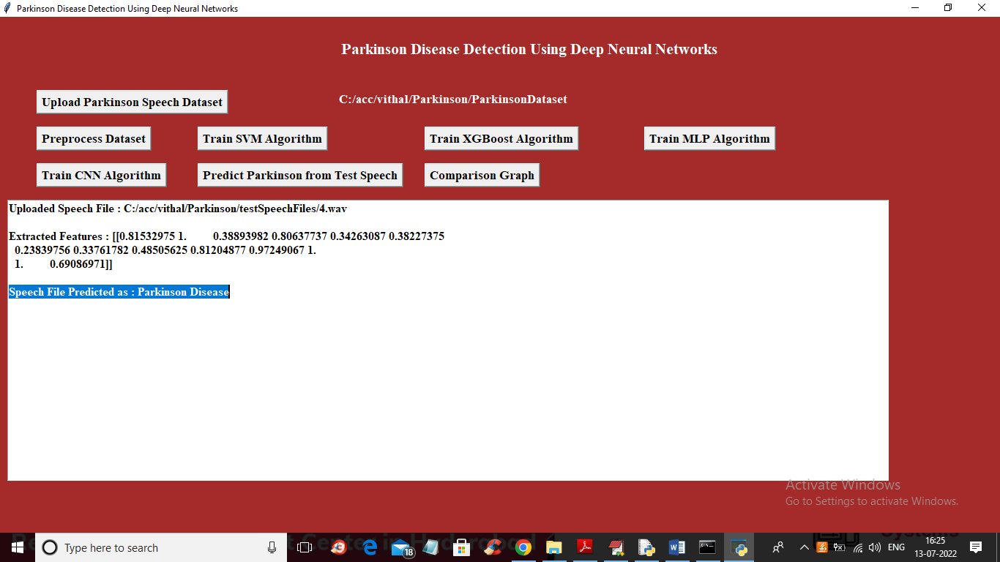 Parkinson Disease Detection Using Deep Neural Networks
Parkinson Disease Detection Using Deep Neural Networks
Upload Parkinson Speech Dataset
C:/acc/vithal/Parkinson/ParkinsonDataset
Preprocess Dataset
Train SVM Algorithm
Train XGBoost Algorithm
Train MLP Algorithm
Train CNN Algorithm
Predict Parkinson from Test Speech
Comparison Graph
Uploaded Speech File : C:/acc/vithal/Parkinson/testSpeechFiles/4.wav
Extracted Features : [[0.81532975 1. 0.38893982 0.80637737 0.34263087 0.38227375
0.23839756 0.33761782 0.48505625 0.81204877 0.97249067 1.
1. 0.69086971]]
Speech File Predicted as : Parkinson Disease
Activate Windows
Go to Settings to activate Windows.
Type here to search
18
ENG
16:25
13-07-2022